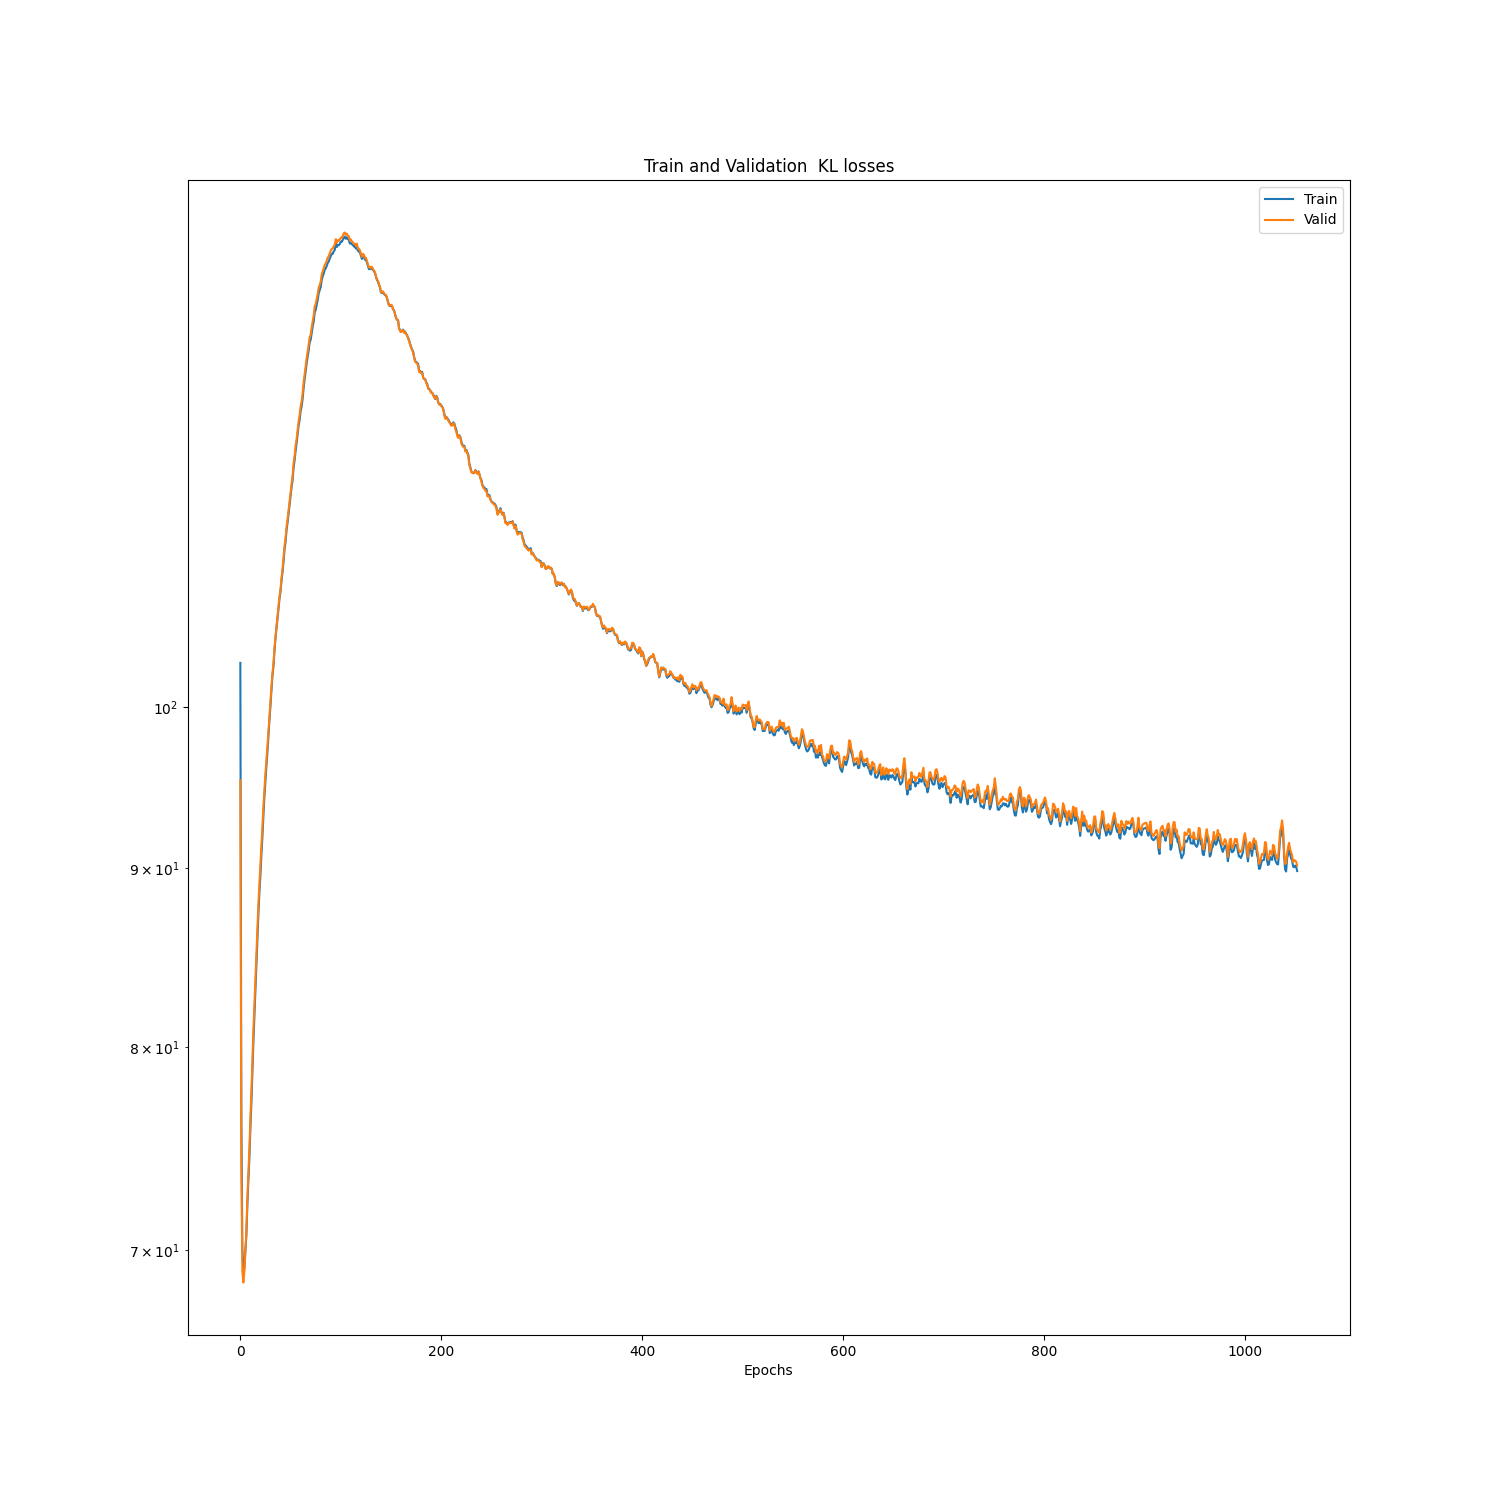 Train and Validation  KL losses
Train
Valid
10²
9 × 10¹
8 × 10¹
7 × 10¹
0 200 400 600 800 1000
Epochs